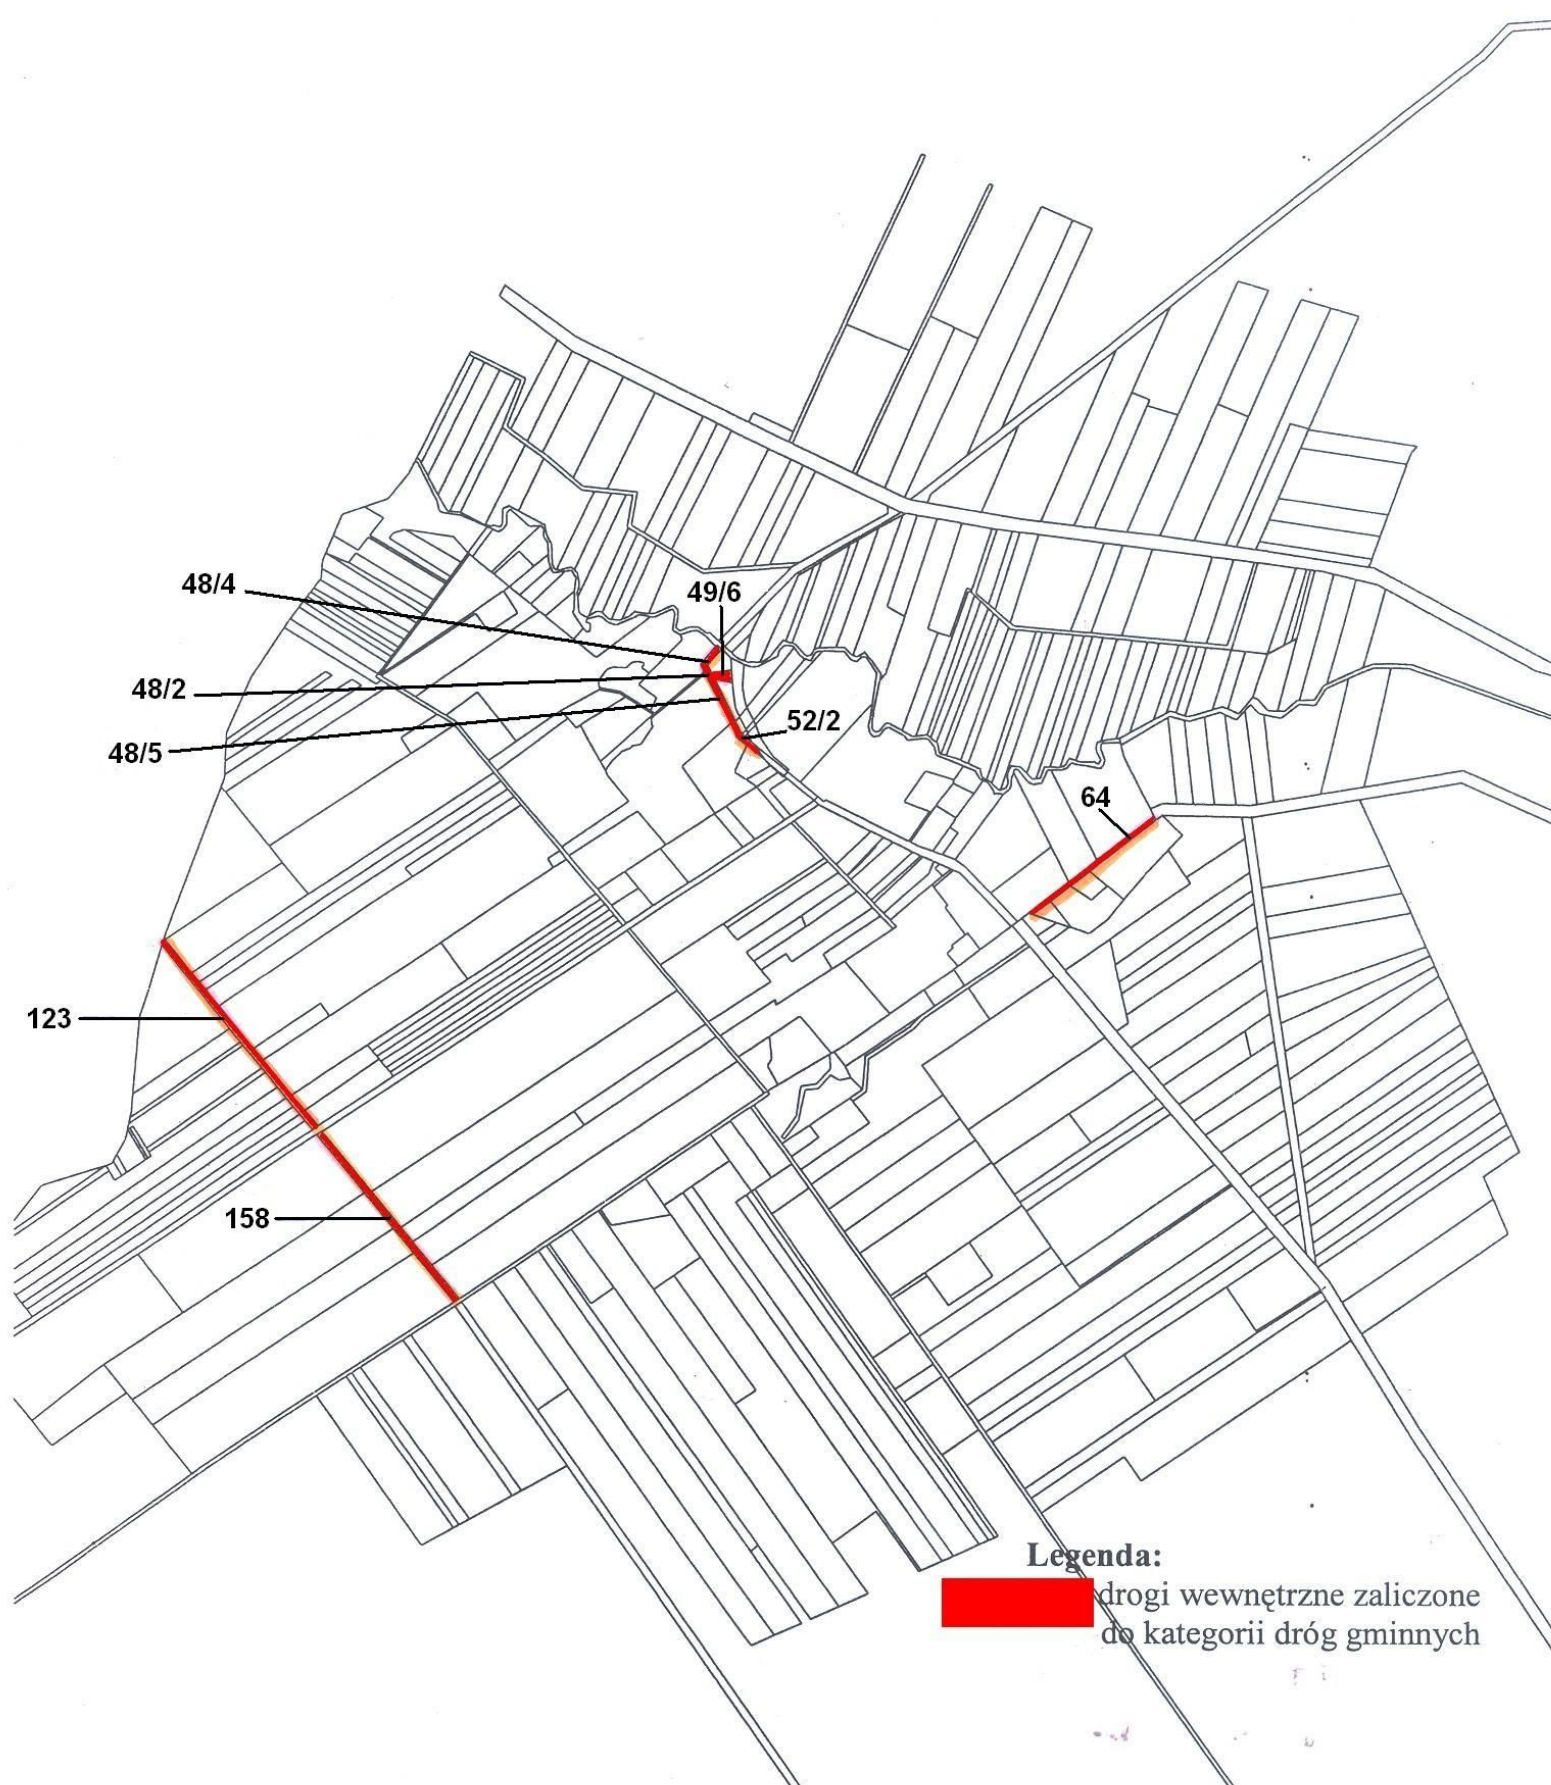 48/4
49/6
48/2
52/2
48/5
64
123
158
Legenda:
drogi wewnętrzne zaliczone
do kategorii dróg gminnych